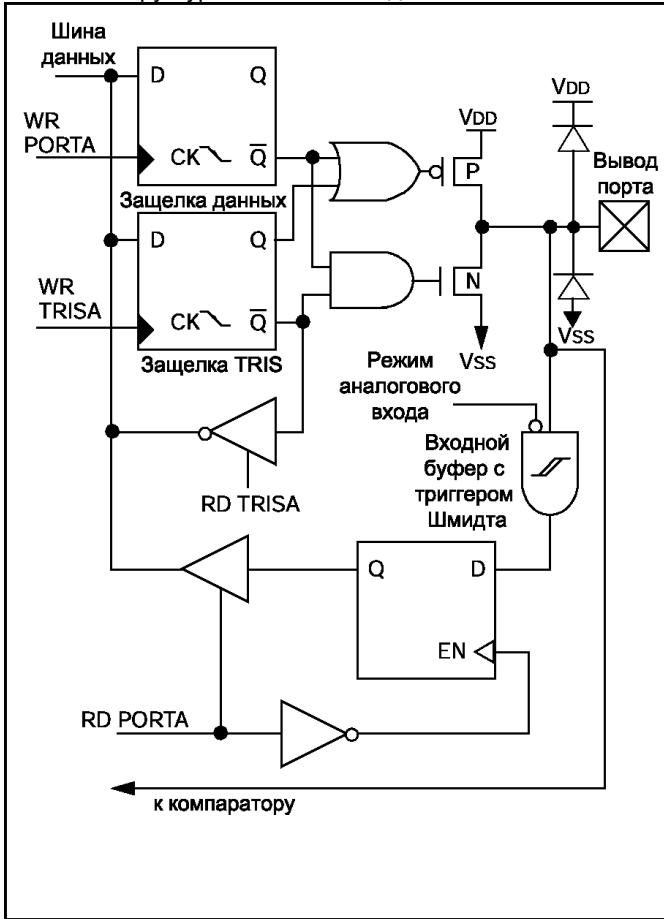 Шина
данных
D
Q
VDD
VDD
WR
PORTA
CK
Q
P
Вывод
порта
Защелка данных
D
Q
N
WR
TRISA
CK
Q
VSS
VSS
Защелка TRIS
Режим
аналогового
входа
Входной
буфер с
триггером
Шмидта
RD TRISA
Q
D
EN
RD PORTA
к компаратору